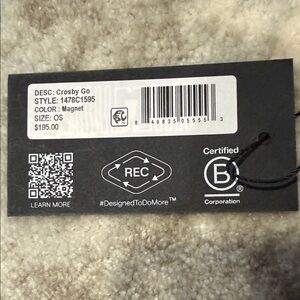 DESC: Crosby Go
STYLE: 1478C1595
COLOR: Magnet
SIZE: OS
$195.00
LEARN MORE
REC
#DesignedToDoMore™
Certified
B
Corporation